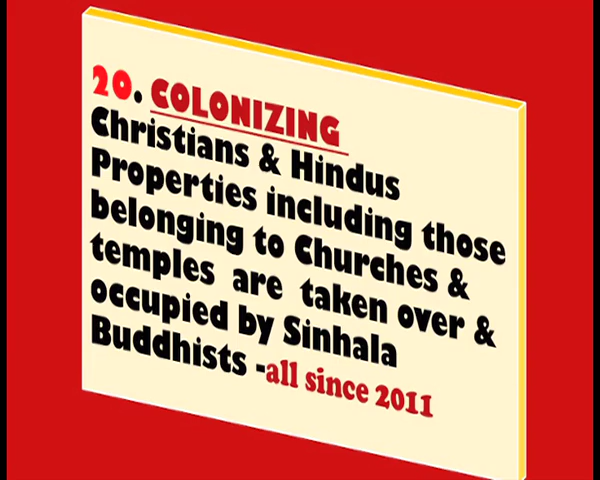 20. COLONIZING
Christians & Hindus
Properties including those
belonging to Churches &
temples are taken over &
occupied by Sinhala
Buddhists -all since 2011